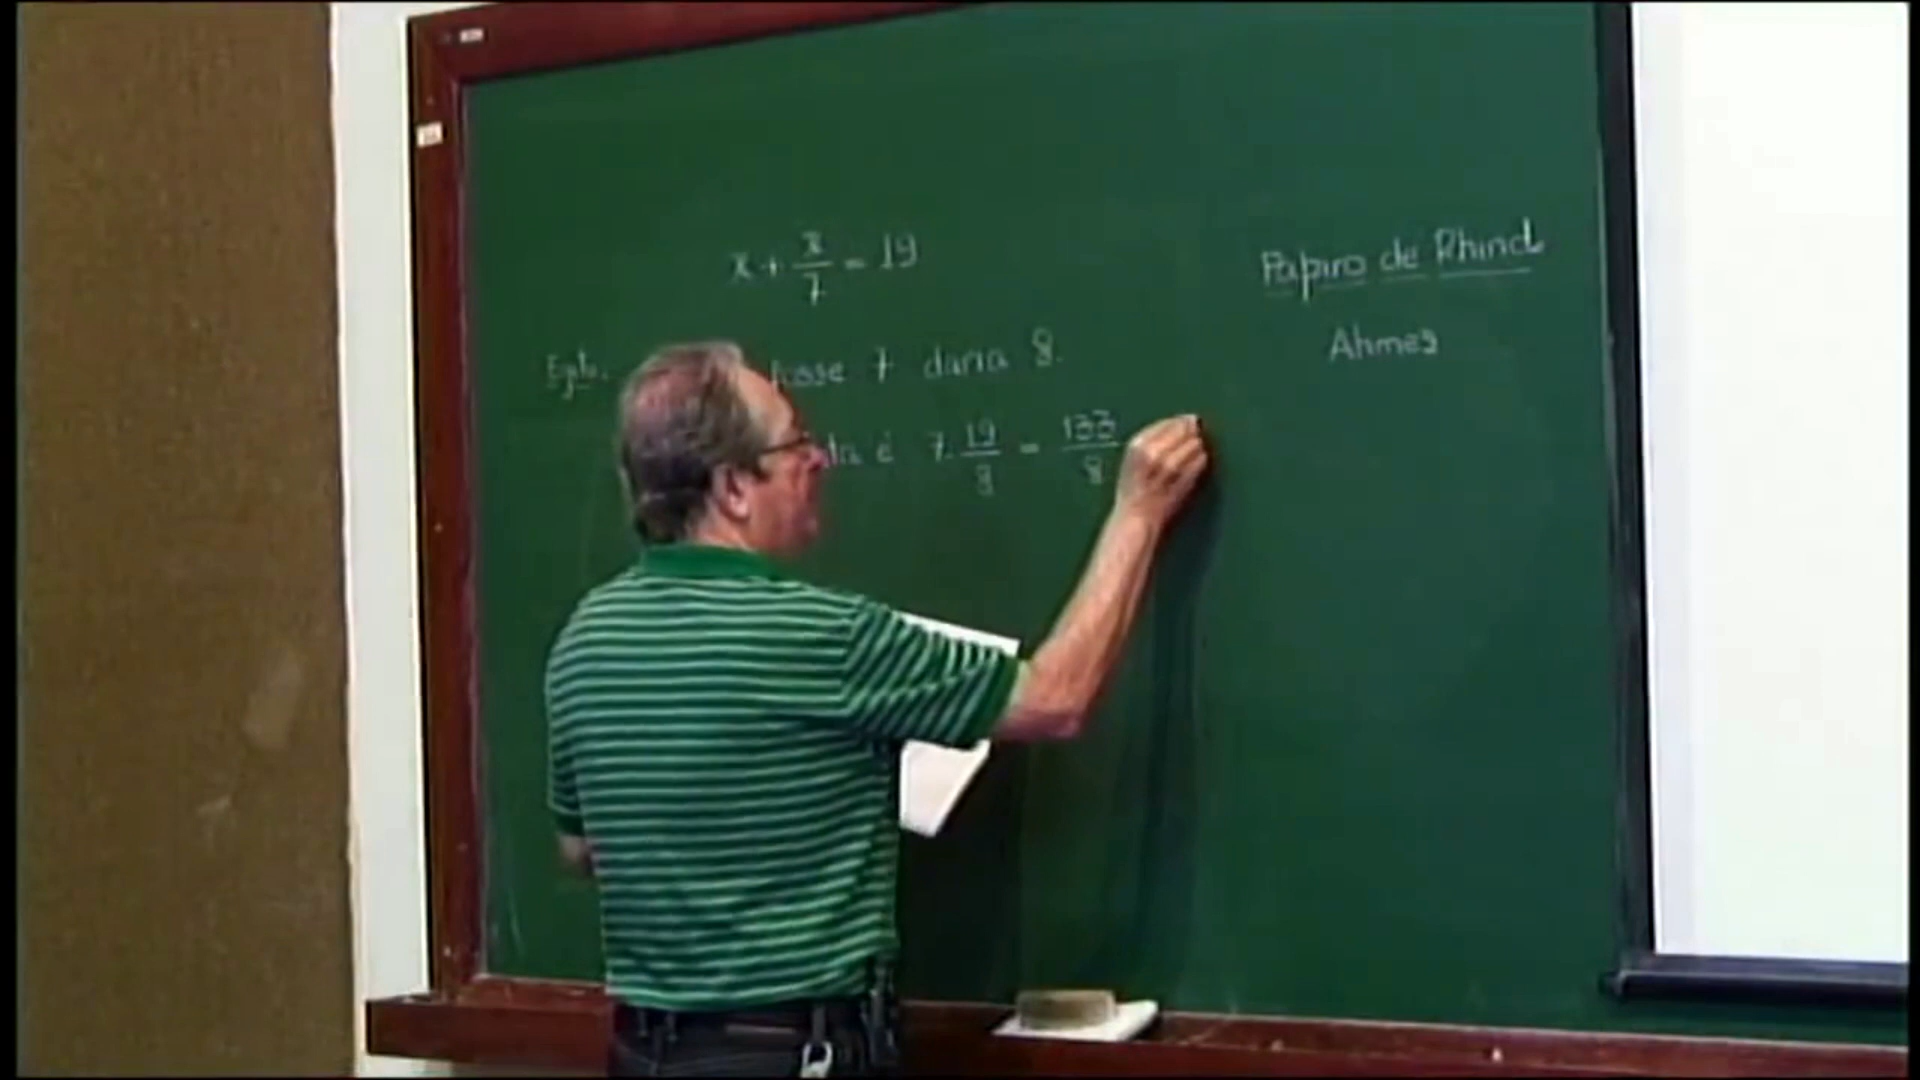 x + x/7 = 19
Papiro de Rhind
Egito. fosse 7 daria 8.
Ahmes
é 7. 19/8 = 133/8